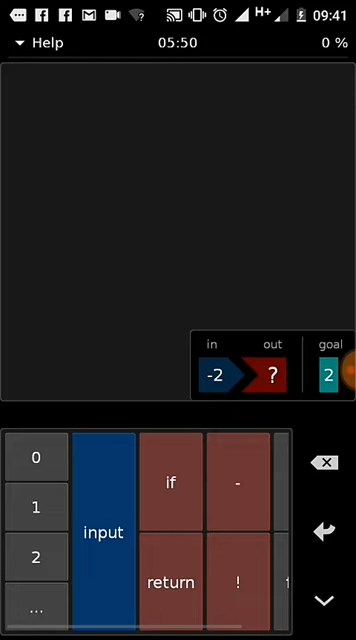 H+ 09:41
Help 05:50 0 %
in out goal
-2 ? 2
0
1
2
...
input
if -
return !